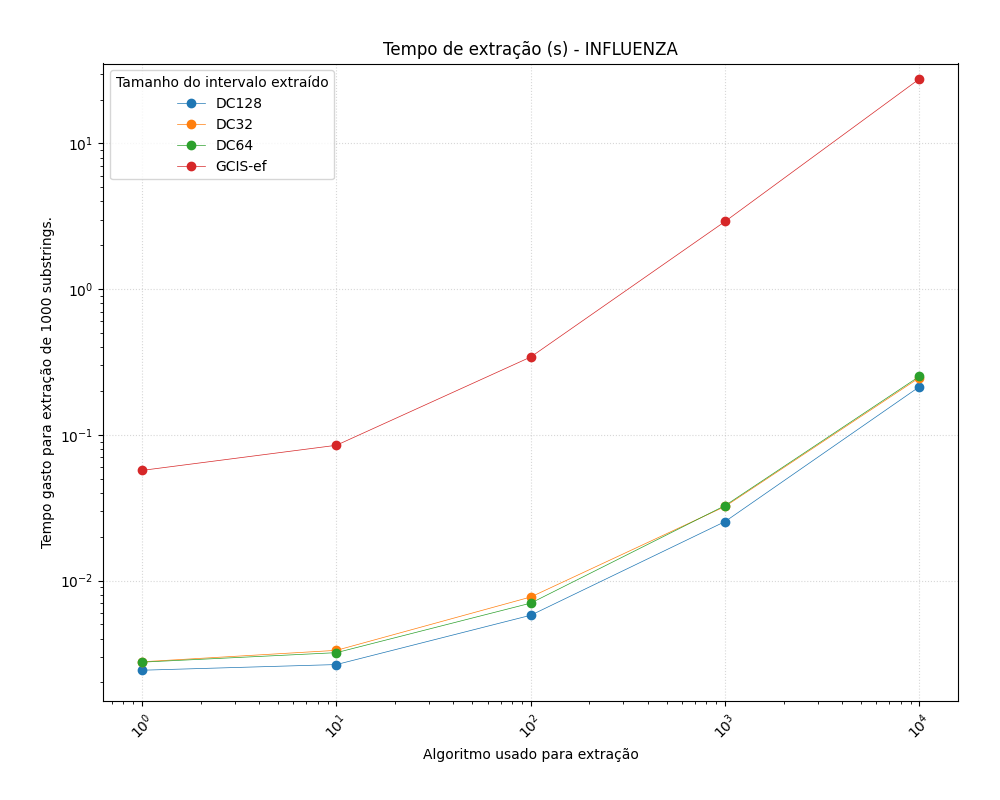 Tempo de extração (s) - INFLUENZA
Tamanho do intervalo extraído
DC128
DC32
DC64
GCIS-ef
Tempo gasto para extração de 1000 substrings.
10¹
10⁰
10⁻¹
10⁻²
10⁰
10¹
10²
10³
10⁴
Algoritmo usado para extração